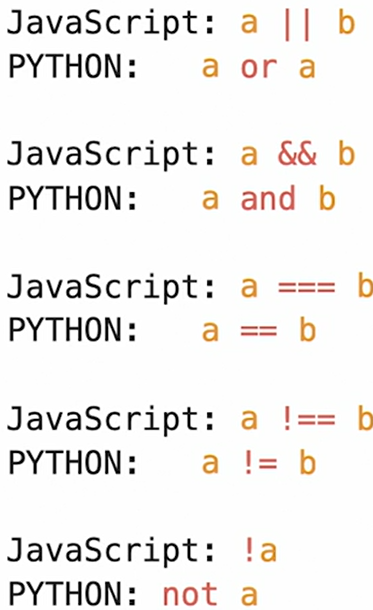 JavaScript: a || b
PYTHON: a or a
JavaScript: a && b
PYTHON: a and b
JavaScript: a === b
PYTHON: a == b
JavaScript: a !== b
PYTHON: a != b
JavaScript: !a
PYTHON: not a